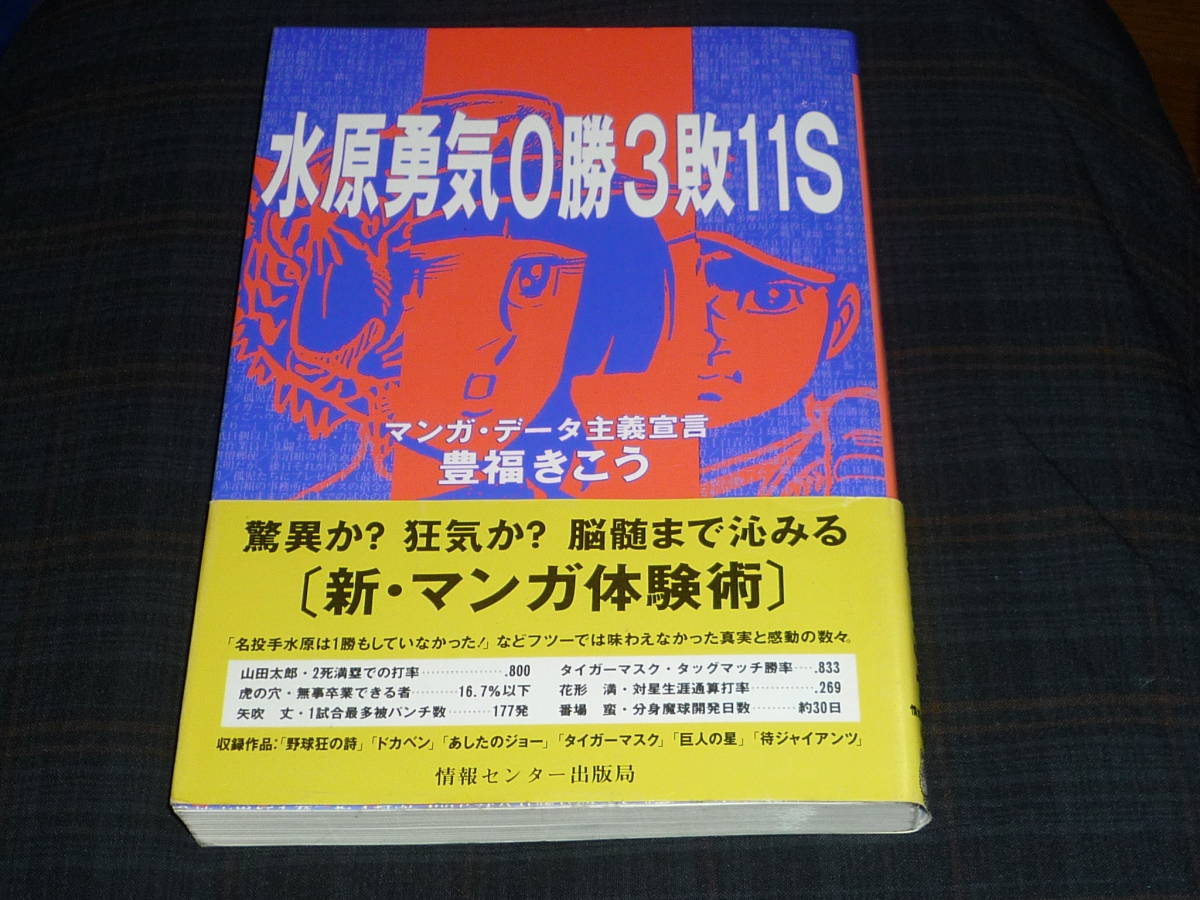 セーブ
水原勇気0勝3敗11S
マンガ・データ主義宣言
豊福きこう
驚異か? 狂気か? 脳髄まで沁みる
〔新・マンガ体験術〕
「名投手水原は1勝もしていなかった!」などフツーでは味わえなかった真実と感動の数々。
山田太郎・2死満塁での打率………….800
虎の穴・無事卒業できる者………16.7%以下
矢吹 丈・1試合最多被パンチ数………177発
タイガーマスク・タッグマッチ勝率….833
花形 満・対星生涯通算打率………….269
番場 蛮・分身魔球開発日数………約30日
収録作品:「野球狂の詩」「ドカベン」「あしたのジョー」「タイガーマスク」「巨人の星」「侍ジャイアンツ」
情報センター出版局